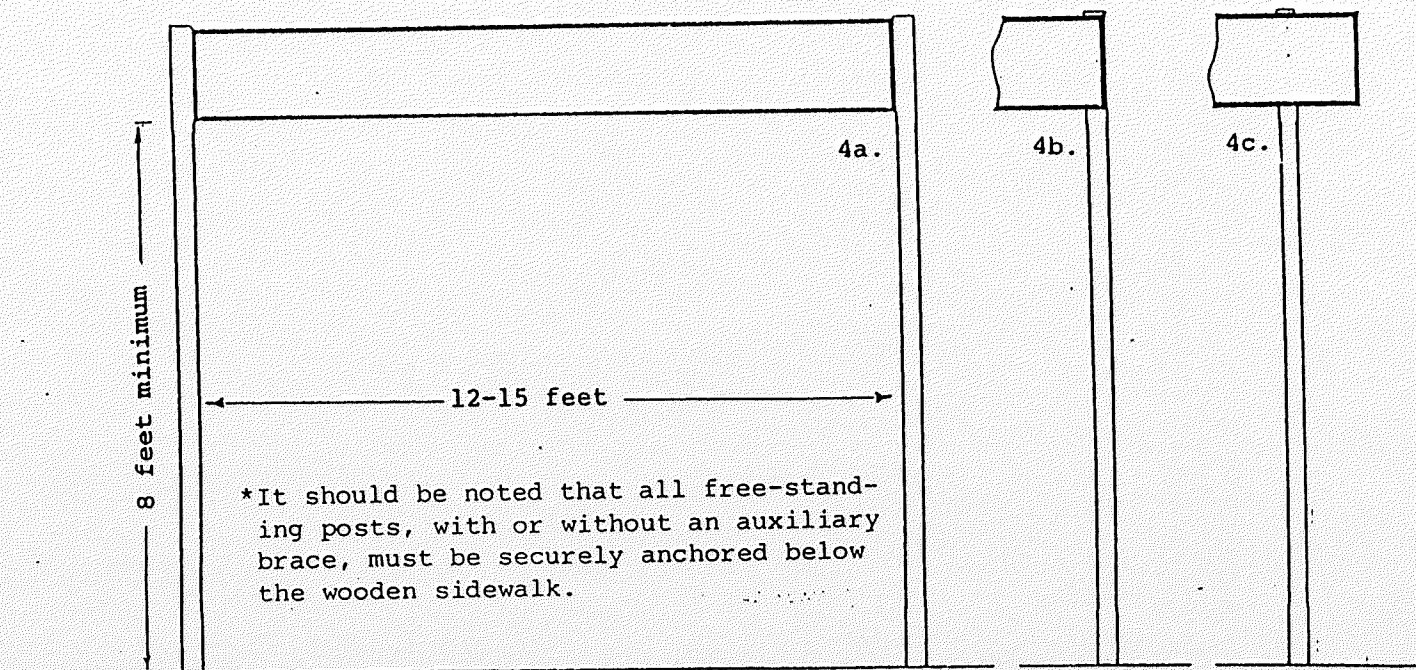 4a.
4b.
4c.
8 feet minimum
12-15 feet
*It should be noted that all free-stand-
ing posts, with or without an auxiliary
brace, must be securely anchored below
the wooden sidewalk.